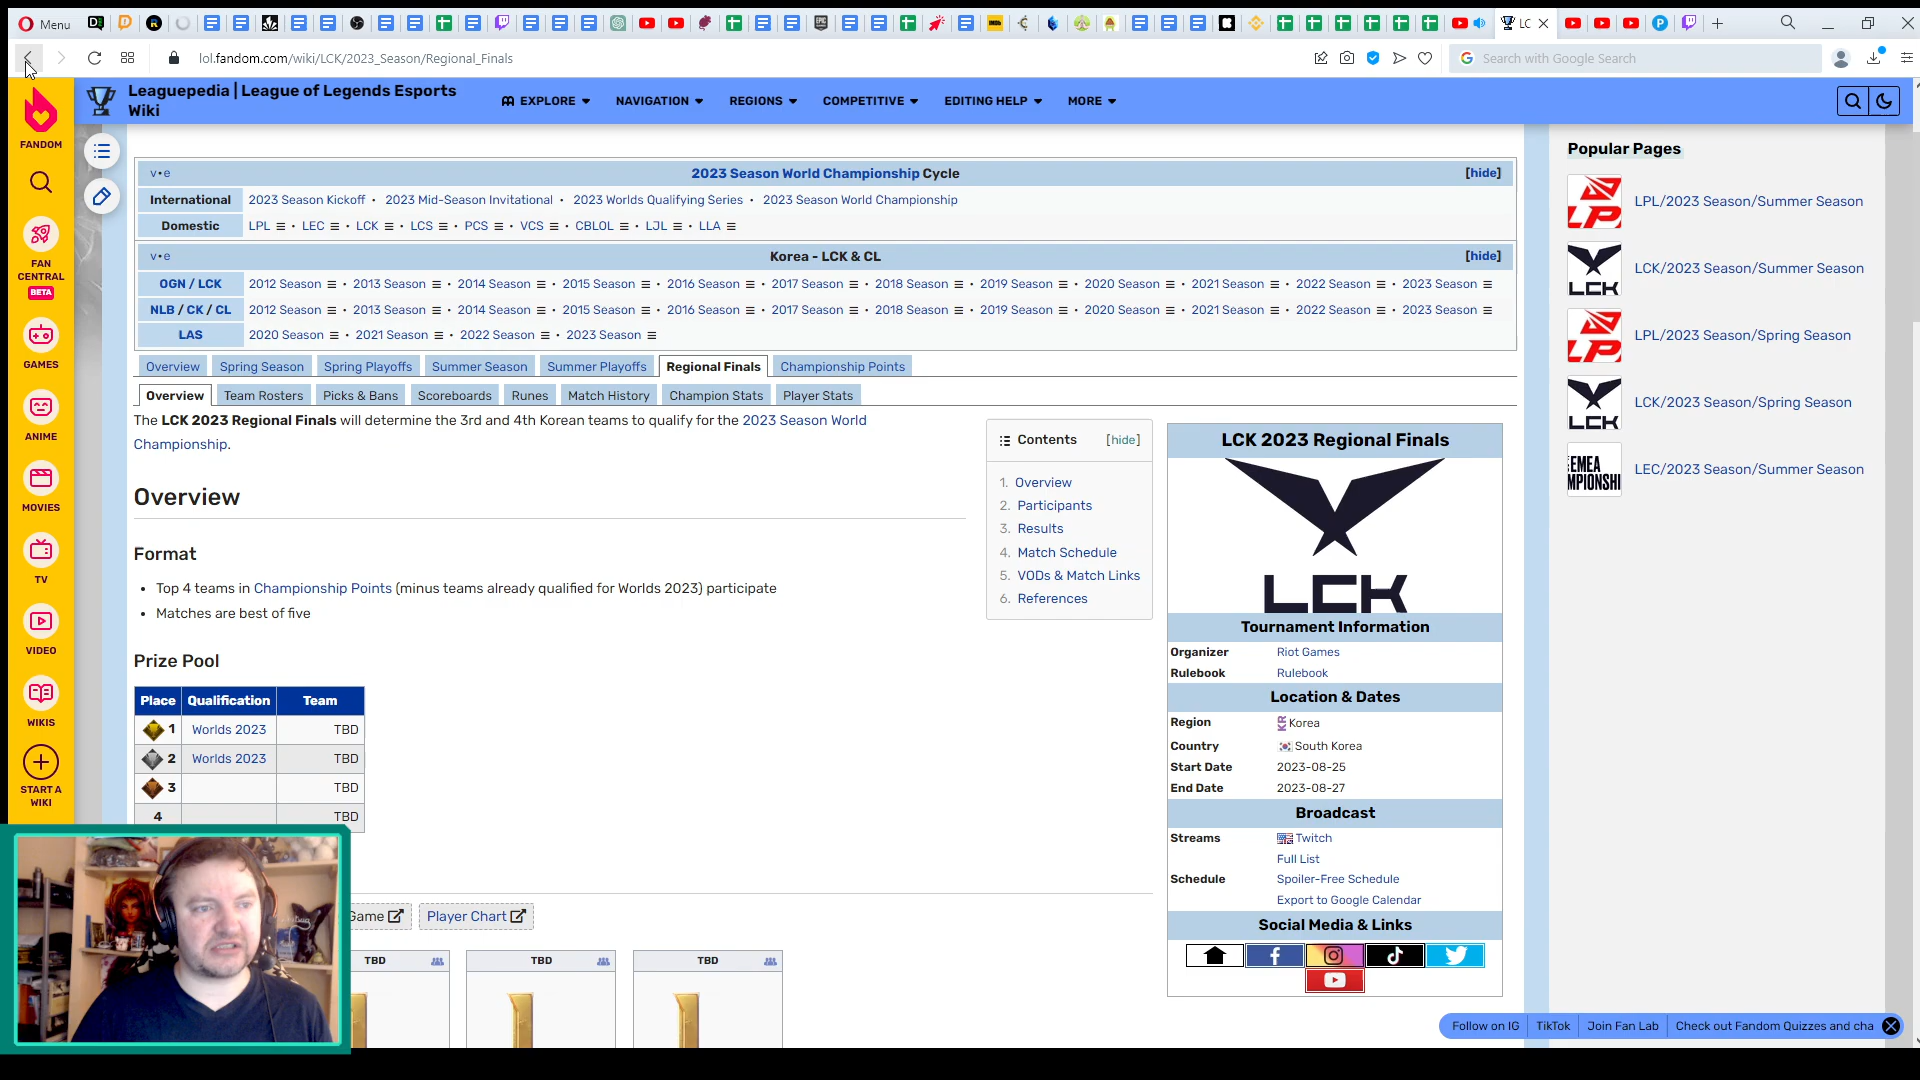 Menu
LC
lol.fandom.com/wiki/LCK/2023_Season/Regional_Finals
Search with Google Search
FANDOM
FAN CENTRAL
BETA
GAMES
ANIME
MOVIES
TV
VIDEO
WIKIS
START A WIKI
Leaguepedia | League of Legends Esports
Wiki
EXPLORE NAVIGATION REGIONS COMPETITIVE EDITING HELP MORE
v•e 2023 Season World Championship Cycle [hide]
International 2023 Season Kickoff • 2023 Mid-Season Invitational • 2023 Worlds Qualifying Series • 2023 Season World Championship
Domestic LPL • LEC • LCK • LCS • PCS • VCS • CBLOL • LJL • LLA
v•e Korea - LCK & CL [hide]
OGN / LCK 2012 Season • 2013 Season • 2014 Season • 2015 Season • 2016 Season • 2017 Season • 2018 Season • 2019 Season • 2020 Season • 2021 Season • 2022 Season • 2023 Season
NLB / CK / CL 2012 Season • 2013 Season • 2014 Season • 2015 Season • 2016 Season • 2017 Season • 2018 Season • 2019 Season • 2020 Season • 2021 Season • 2022 Season • 2023 Season
LAS 2020 Season • 2021 Season • 2022 Season • 2023 Season
Overview Spring Season Spring Playoffs Summer Season Summer Playoffs Regional Finals Championship Points
Overview Team Rosters Picks & Bans Scoreboards Runes Match History Champion Stats Player Stats
The LCK 2023 Regional Finals will determine the 3rd and 4th Korean teams to qualify for the 2023 Season World
Championship.
Overview
Format
• Top 4 teams in Championship Points (minus teams already qualified for Worlds 2023) participate
• Matches are best of five
Prize Pool
Place Qualification Team
1 Worlds 2023 TBD
2 Worlds 2023 TBD
3 TBD
4 TBD
Game Player Chart
TBD TBD TBD
Contents [hide]
1. Overview
2. Participants
3. Results
4. Match Schedule
5. VODs & Match Links
6. References
LCK 2023 Regional Finals
LCK
Tournament Information
Organizer Riot Games
Rulebook Rulebook
Location & Dates
Region KR Korea
Country South Korea
Start Date 2023-08-25
End Date 2023-08-27
Broadcast
Streams Twitch
Full List
Schedule Spoiler-Free Schedule
Export to Google Calendar
Social Media & Links
Popular Pages
LPL/2023 Season/Summer Season
LCK
LCK/2023 Season/Summer Season
LPL/2023 Season/Spring Season
LCK
LCK/2023 Season/Spring Season
EMEA
MPIONSHI
LEC/2023 Season/Summer Season
Follow on IG TikTok Join Fan Lab Check out Fandom Quizzes and cha